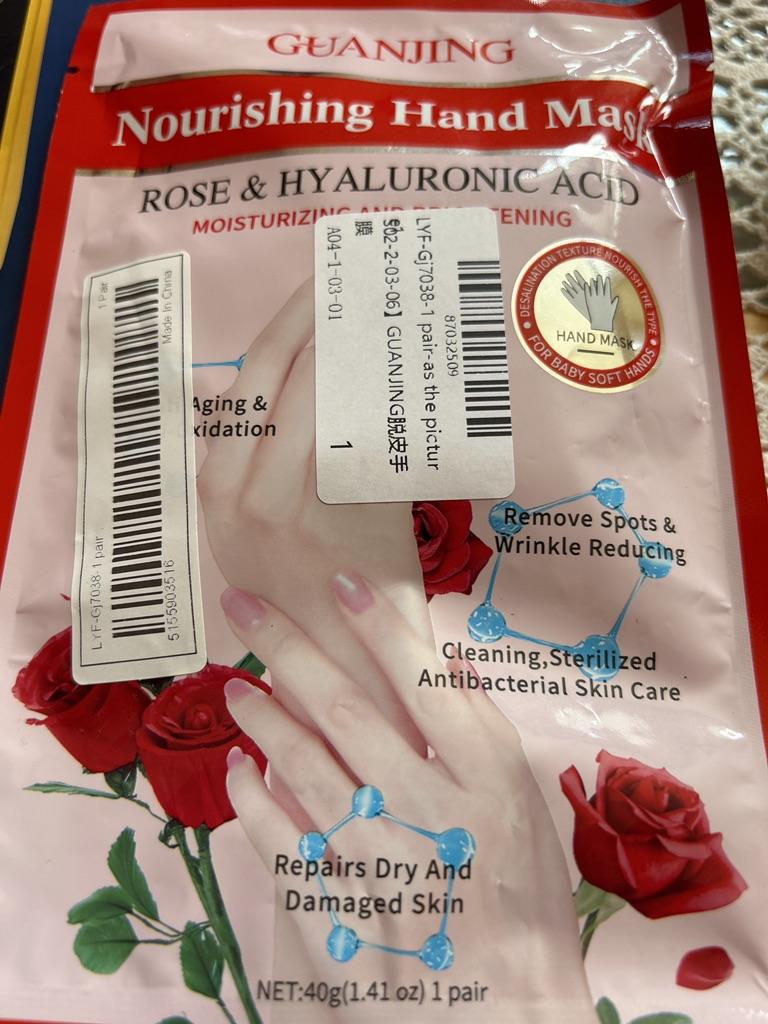 GUANJING
Nourishing Hand Mask
ROSE & HYALURONIC ACID
MOISTURIZING AND
DESALINATION TEXTURE NOURISH THE TYPE
HAND MASK
FOR BABY SOFT HANDS
1 Pair
Made In China
LYF-Gj7038-1 pair
5155903516
87032509
LYF-Gj7038-1 pair-as the pictur
S02-2-03-06】GUANJING脱皮手
膜
A04-1-03-01
1
Aging &
xidation
Remove Spots &
Wrinkle Reducing
Cleaning,Sterilized
Antibacterial Skin Care
Repairs Dry And
Damaged Skin
NET:40g(1.41 oz) 1 pair